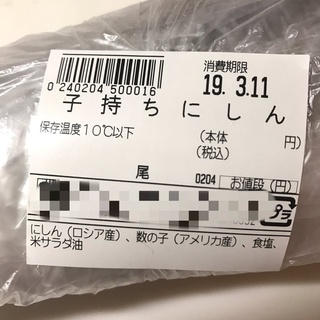 0 240204 500016
消費期限
19. 3.11
子持ちにしん
保存温度10℃以下
(本体 円)
(税込)
尾 0204 お値段(円)
プラ
にしん(ロシア産)、数の子(アメリカ産)、食塩、
米サラダ油